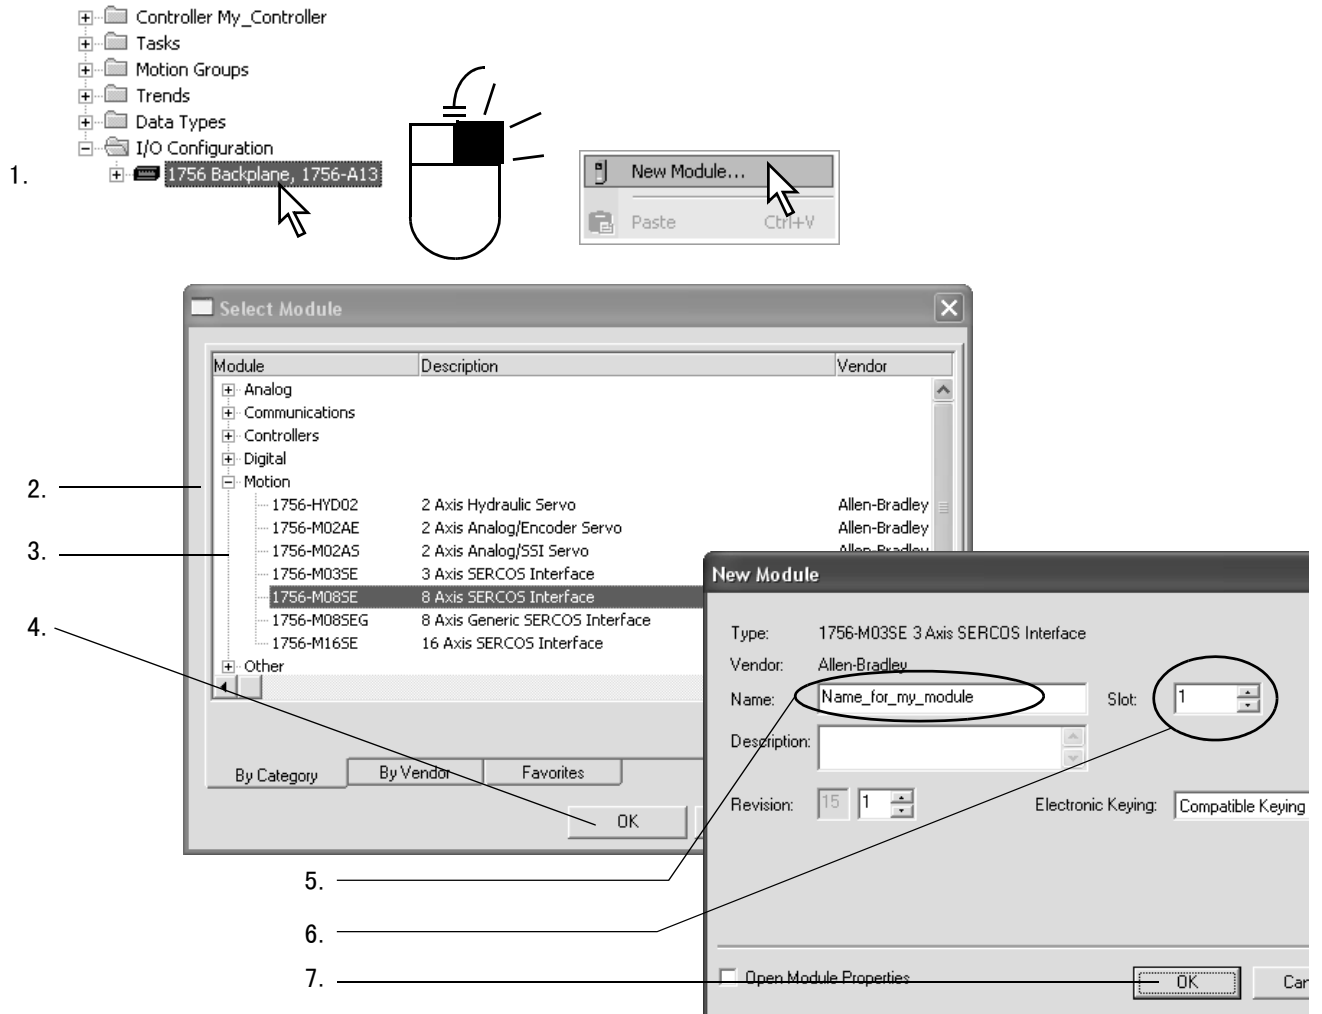 Controller My_Controller
Tasks
Motion Groups
Trends
Data Types
I/O Configuration
1. 1756 Backplane, 1756-A13
New Module...
Paste Ctrl+V
Select Module
Module Description Vendor
Analog
Communications
Controllers
Digital
2. Motion
1756-HYD02 2 Axis Hydraulic Servo Allen-Bradley
1756-M02AE 2 Axis Analog/Encoder Servo Allen-Bradley
3. 1756-M02AS 2 Axis Analog/SSI Servo Allen-Bradley
1756-M03SE 3 Axis SERCOS Interface
1756-M08SE 8 Axis SERCOS Interface
4. 1756-M08SEG 8 Axis Generic SERCOS Interface
1756-M16SE 16 Axis SERCOS Interface
Other
By Category By Vendor Favorites
OK
New Module
Type: 1756-M03SE 3 Axis SERCOS Interface
Vendor: Allen-Bradley
Name: Name_for_my_module Slot: 1
Description:
Revision: 15 1 Electronic Keying: Compatible Keying
5.
6.
7. Open Module Properties OK Can